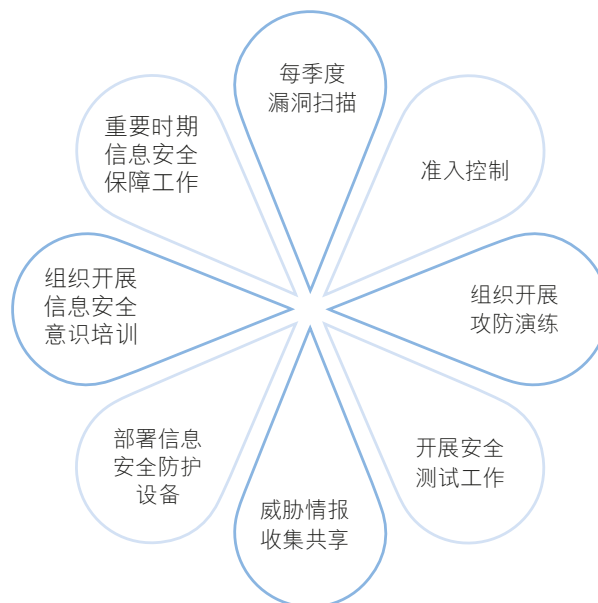 每季度
漏洞扫描
准入控制
组织开展
攻防演练
开展安全
测试工作
威胁情报
收集共享
部署信息
安全防护
设备
组织开展
信息安全
意识培训
重要时期
信息安全
保障工作